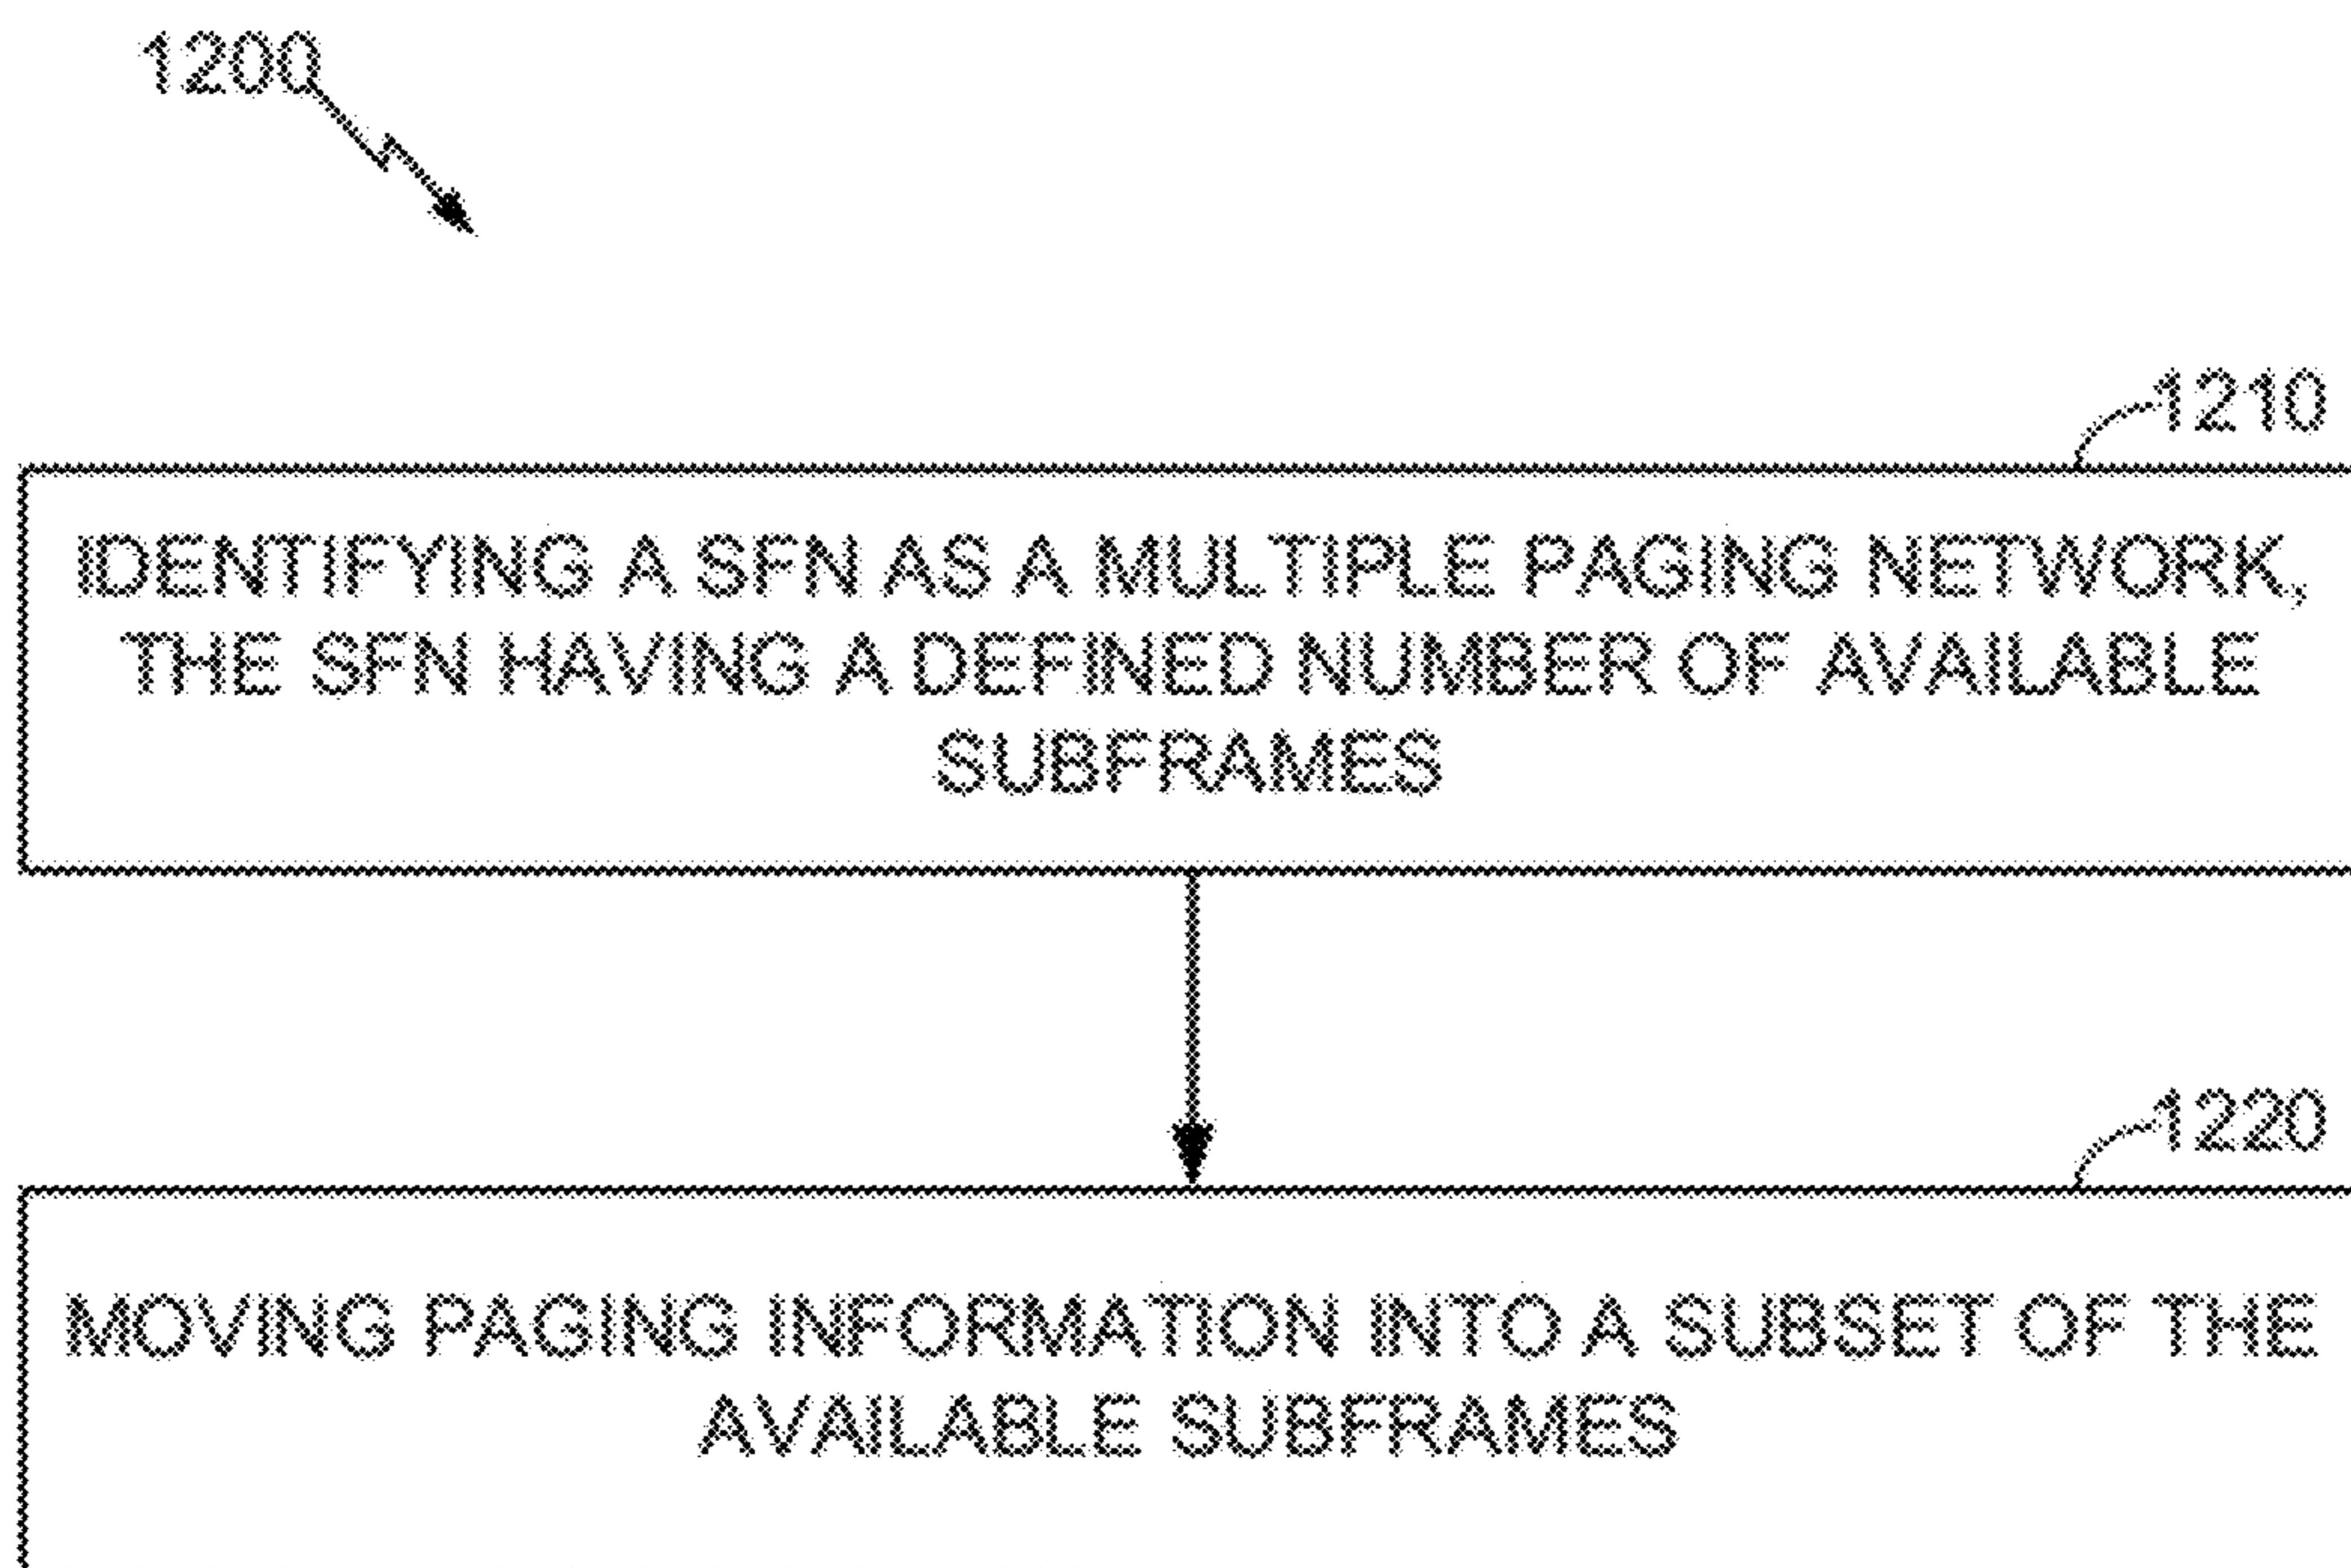 1200
1210
IDENTIFYING A SFN AS A MULTIPLE PAGING NETWORK,
THE SFN HAVING A DEFINED NUMBER OF AVAILABLE
SUBFRAMES
1220
MOVING PAGING INFORMATION INTO A SUBSET OF THE
AVAILABLE SUBFRAMES